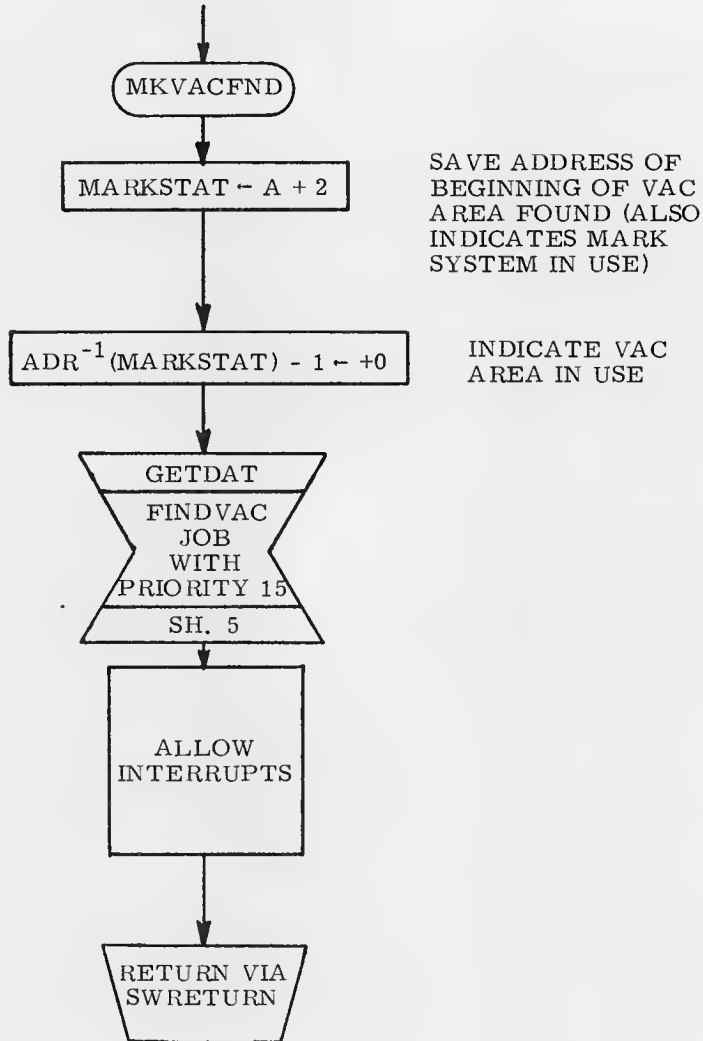 MKVACFND
MARKSTAT ← A + 2
SAVE ADDRESS OF
BEGINNING OF VAC
AREA FOUND (ALSO
INDICATES MARK
SYSTEM IN USE)
ADR⁻¹(MARKSTAT) - 1 ← +0
INDICATE VAC
AREA IN USE
GETDAT
FINDVAC
JOB
WITH
PRIORITY 15
SH. 5
ALLOW
INTERRUPTS
RETURN VIA
SWRETURN